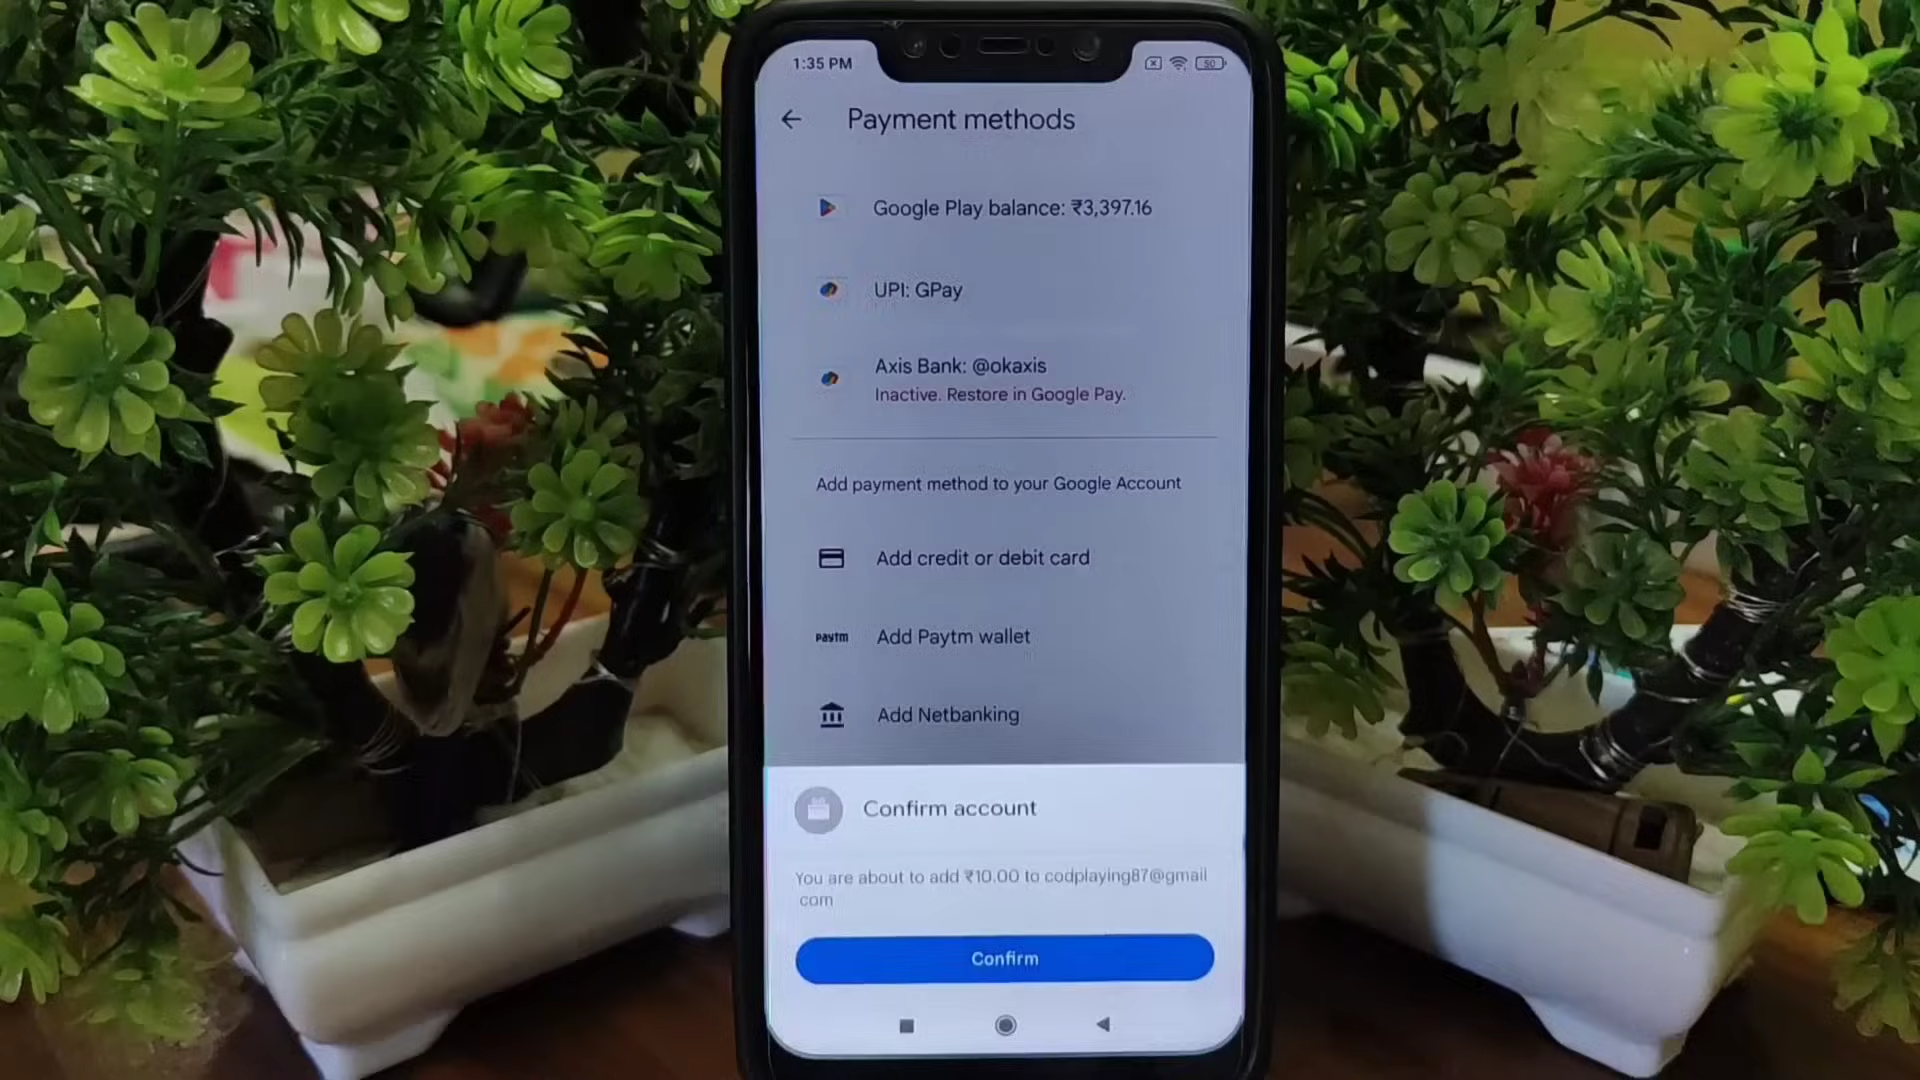 1:35 PM
50
Payment methods
Google Play balance: ₹3,397.16
UPI: GPay
Axis Bank: @okaxis
Inactive. Restore in Google Pay.
Add payment method to your Google Account
Add credit or debit card
Paytm Add Paytm wallet
Add Netbanking
Confirm account
You are about to add ₹10.00 to codplaying87@gmail
com
Confirm